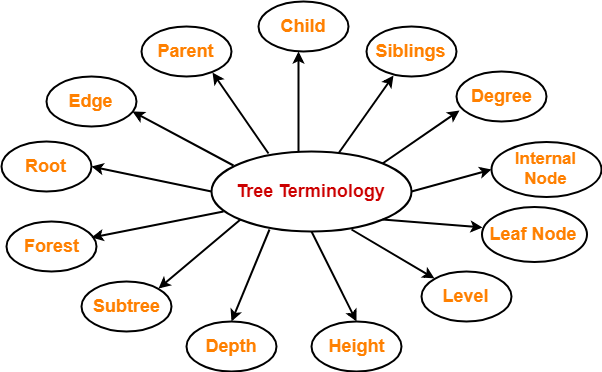 Child
Parent
Siblings
Edge
Degree
Root
Internal
Node
Tree Terminology
Forest
Leaf Node
Subtree
Level
Depth
Height